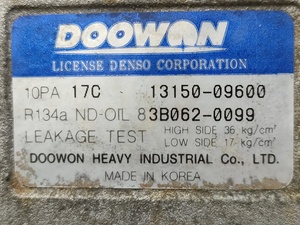 DOOWON
LICENSE DENSO CORPORATION
10PA 17C 13150-09600
R134a ND-OIL 8 3B062-0099
LEAKAGE TEST HIGH SIDE 36 kg/cm²
LOW SIDE 17 kg/cm²
DOOWON HEAVY INDUSTRIAL Co., LTD.
MADE IN KOREA